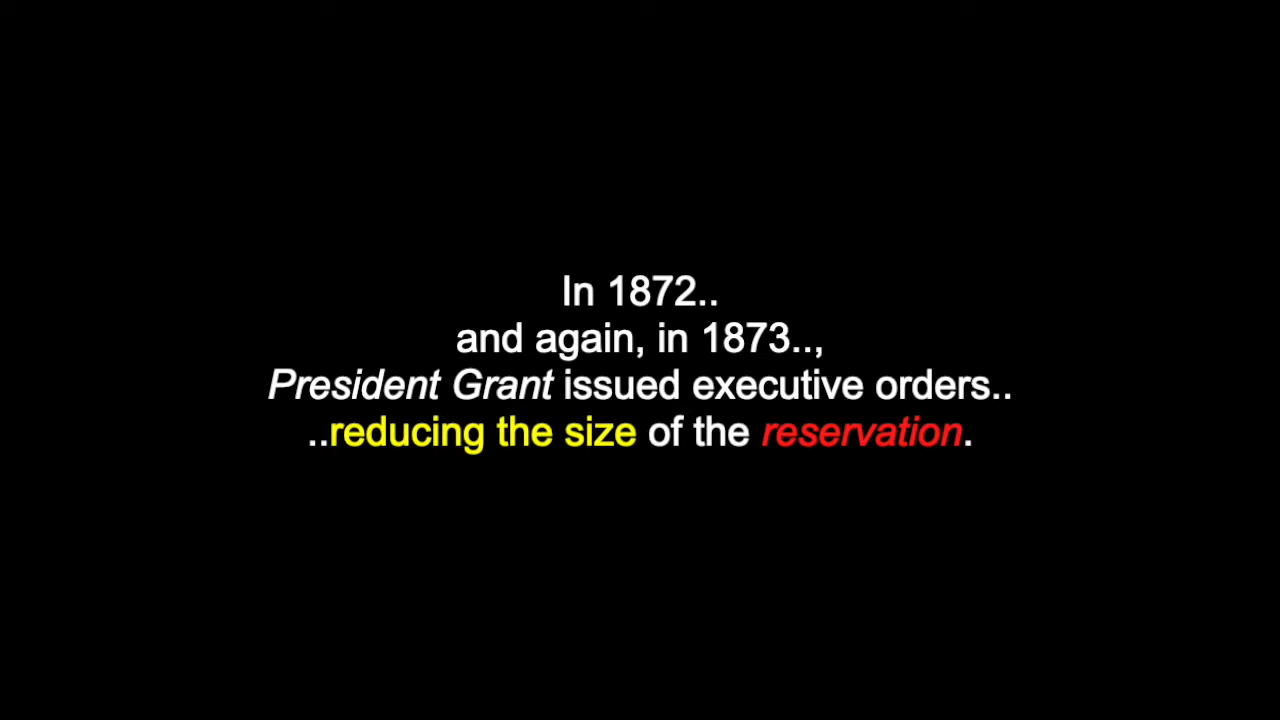 In 1872..
and again, in 1873..,
President Grant issued executive orders..
..reducing the size of the reservation.